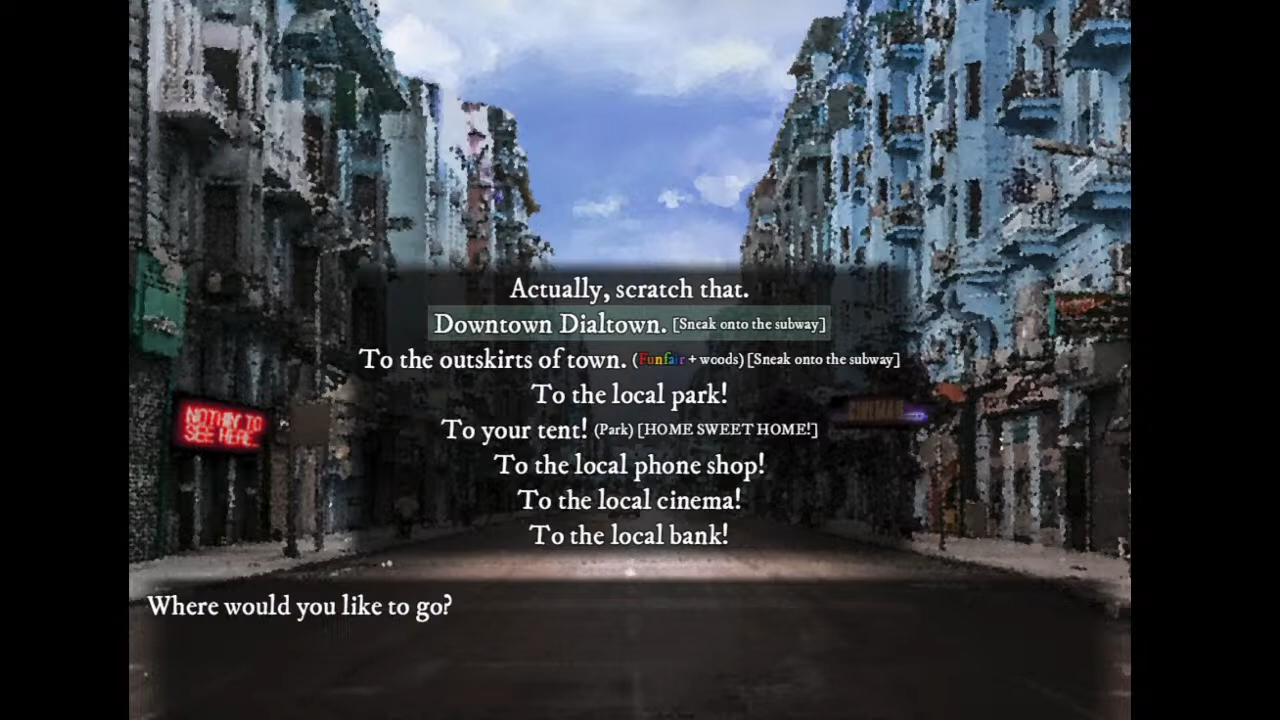 Actually, scratch that.
Downtown Dialtown. [Sneak onto the subway]
To the outskirts of town. (Funfair + woods) [Sneak onto the subway]
To the local park!
To your tent! (Park) [HOME SWEET HOME!]
NOTHIN TO
SEE HERE...
To the local phone shop!
To the local cinema!
To the local bank!
Where would you like to go?